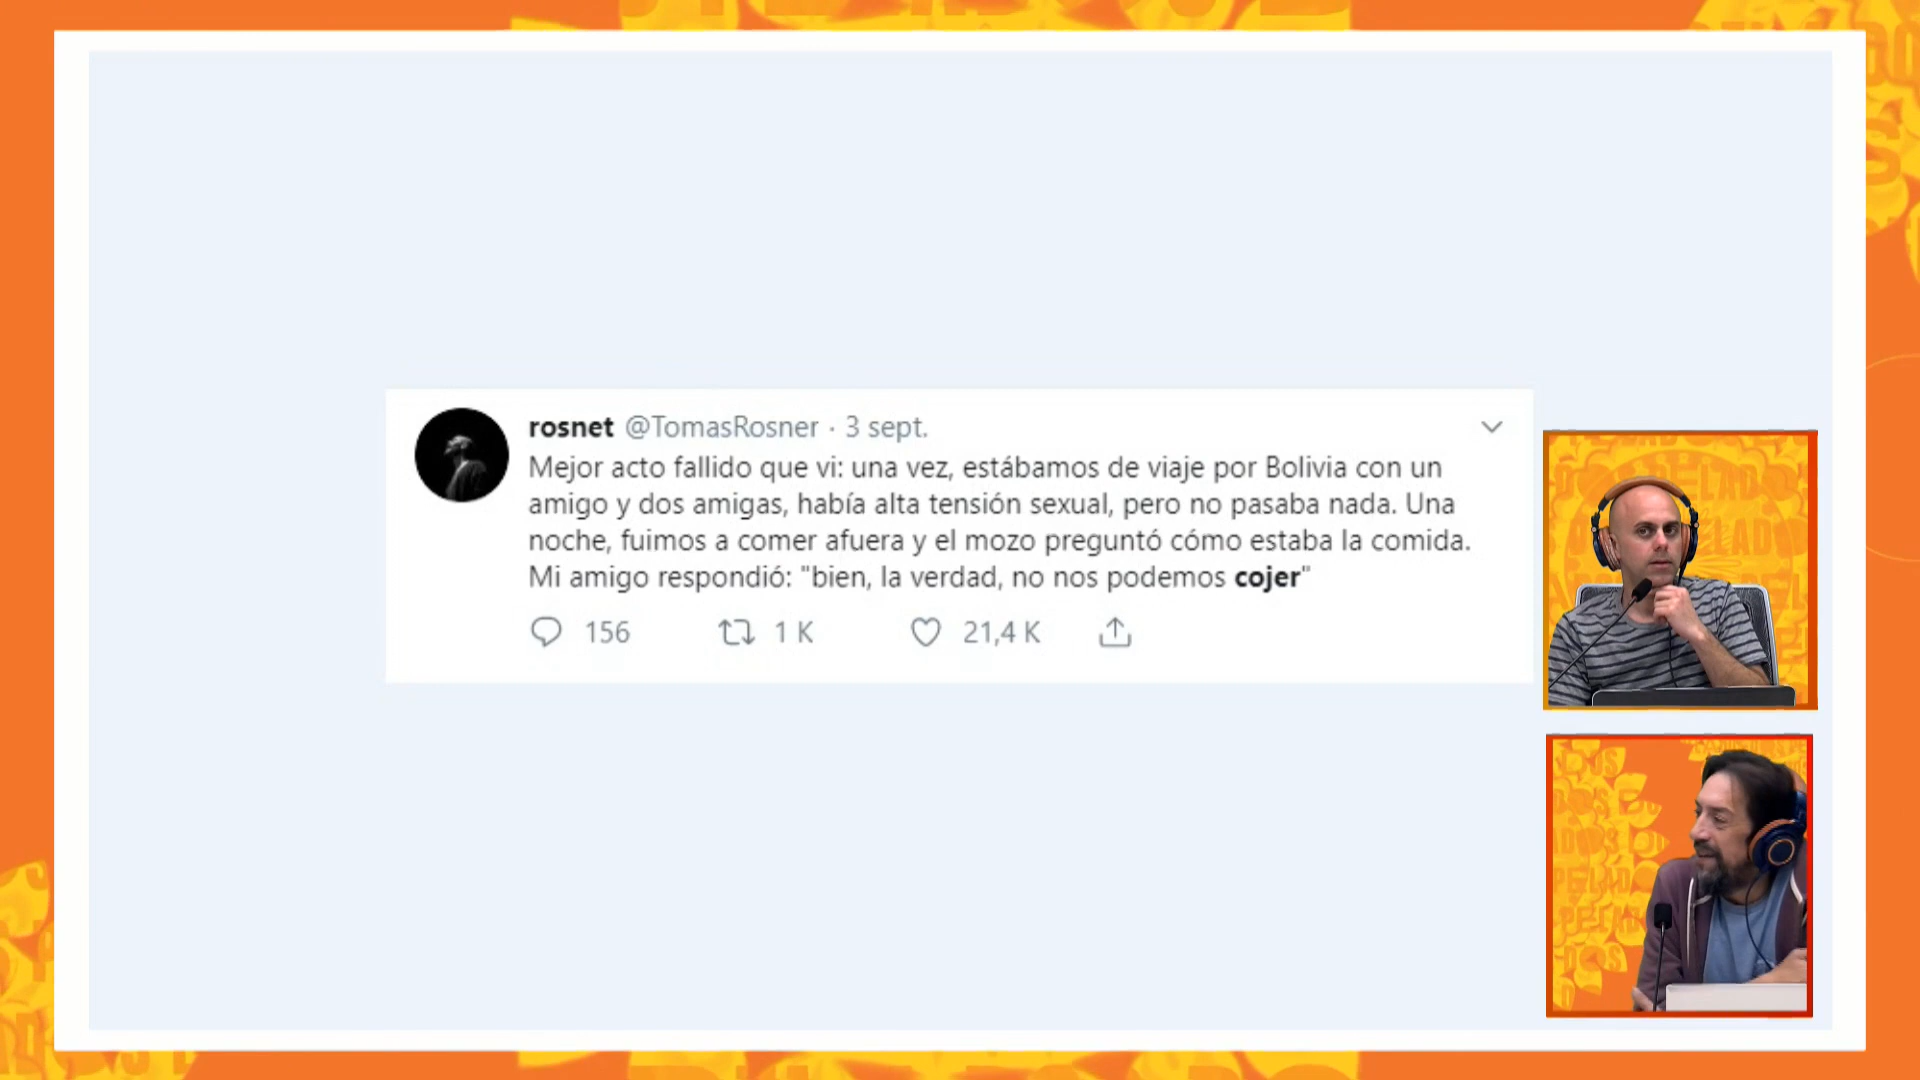 rosnet @TomasRosner · 3 sept.
Mejor acto fallido que vi: una vez, estábamos de viaje por Bolivia con un
amigo y dos amigas, había alta tensión sexual, pero no pasaba nada. Una
noche, fuimos a comer afuera y el mozo preguntó cómo estaba la comida.
Mi amigo respondió: "bien, la verdad, no nos podemos cojer"
156 1 K 21,4 K